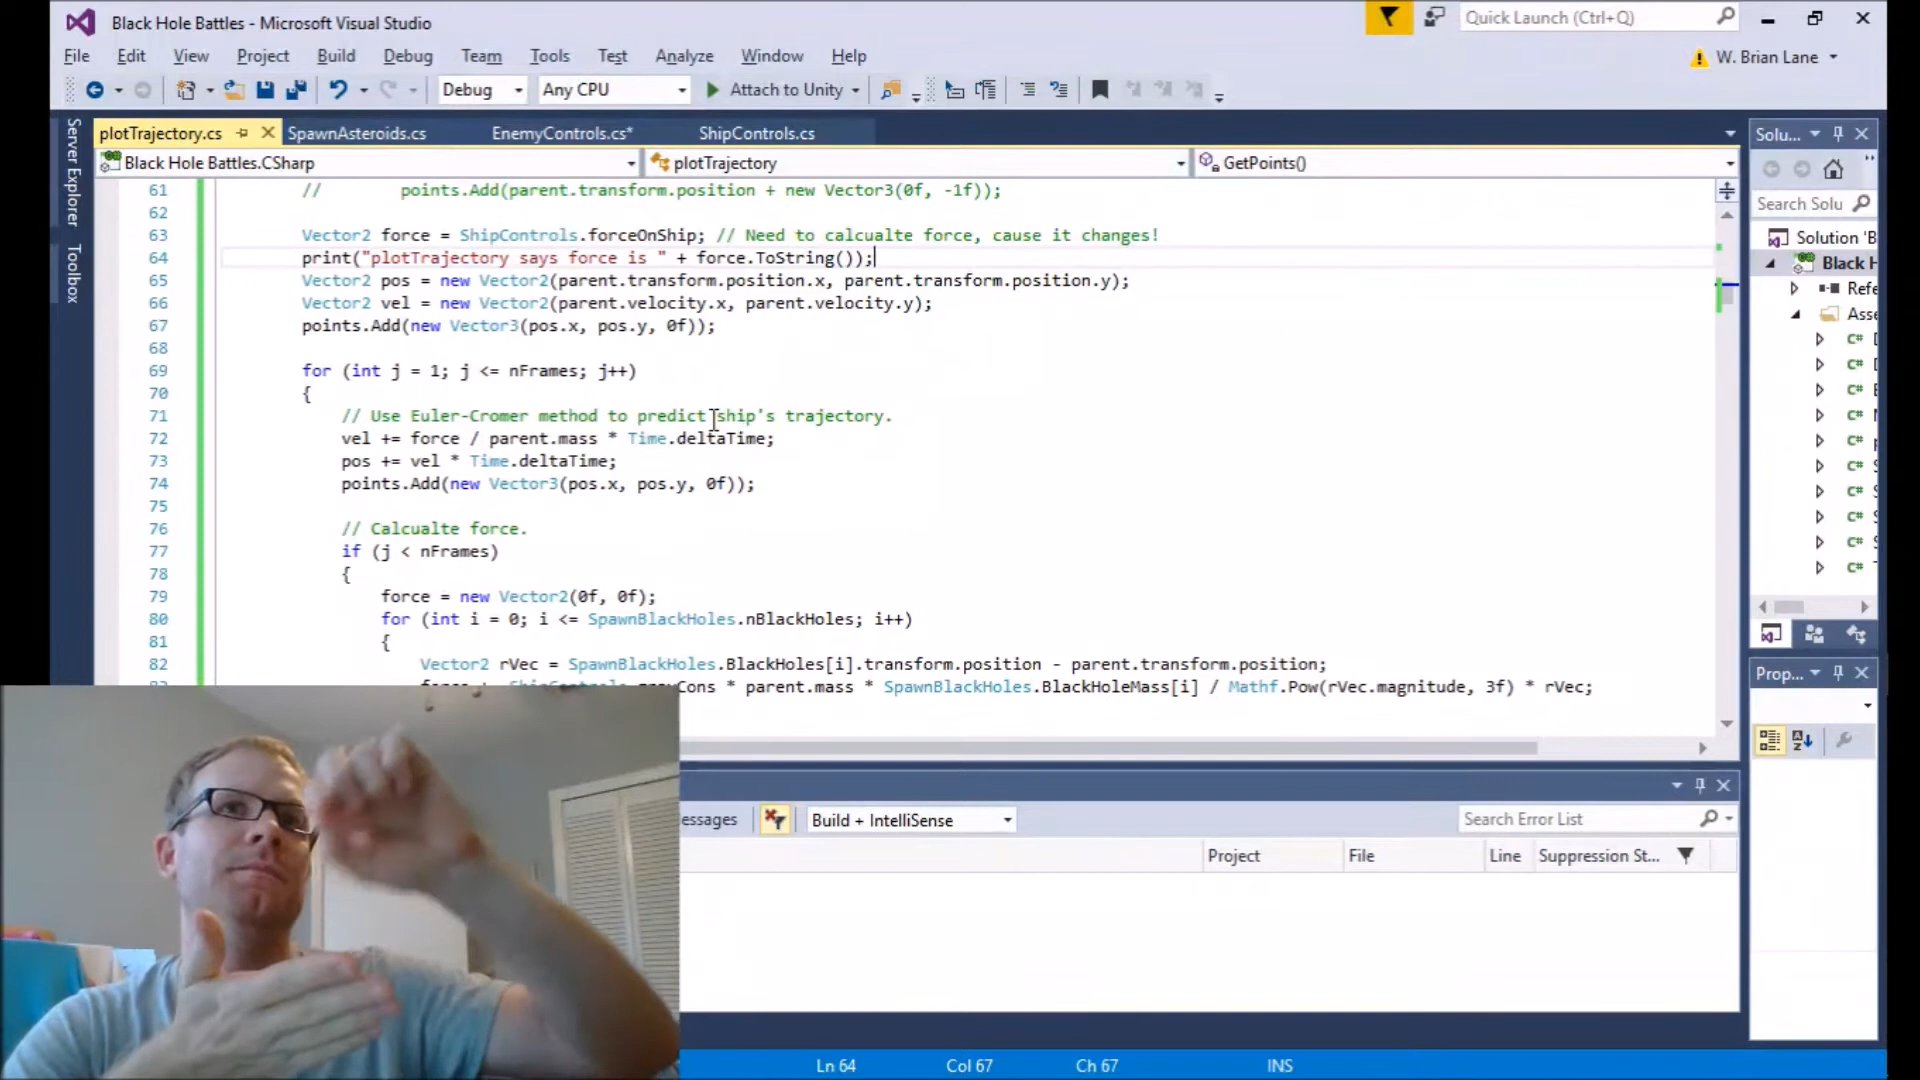 Black Hole Battles - Microsoft Visual Studio
Quick Launch (Ctrl+Q)
File Edit View Project Build Debug Team Tools Test Analyze Window Help
W. Brian Lane
Debug Any CPU Attach to Unity
plotTrajectory.cs SpawnAsteroids.cs EnemyControls.cs* ShipControls.cs
Black Hole Battles.CSharp plotTrajectory GetPoints()
Server Explorer
Toolbox
61 // points.Add(parent.transform.position + new Vector3(0f, -1f));
62
63 Vector2 force = ShipControls.forceOnShip; // Need to calcualte force, cause it changes!
64 print("plotTrajectory says force is " + force.ToString());
65 Vector2 pos = new Vector2(parent.transform.position.x, parent.transform.position.y);
66 Vector2 vel = new Vector2(parent.velocity.x, parent.velocity.y);
67 points.Add(new Vector3(pos.x, pos.y, 0f));
68
69 for (int j = 1; j <= nFrames; j++)
70 {
71 // Use Euler-Cromer method to predict ship's trajectory.
72 vel += force / parent.mass * Time.deltaTime;
73 pos += vel * Time.deltaTime;
74 points.Add(new Vector3(pos.x, pos.y, 0f));
75
76 // Calcualte force.
77 if (j < nFrames)
78 {
79 force = new Vector2(0f, 0f);
80 for (int i = 0; i <= SpawnBlackHoles.nBlackHoles; i++)
81 {
82 Vector2 rVec = SpawnBlackHoles.BlackHoles[i].transform.position - parent.transform.position;
* parent.mass * SpawnBlackHoles.BlackHoleMass[i] / Mathf.Pow(rVec.magnitude, 3f) * rVec;
Solu...
Search Solu
Solution 'B
Black H
Refe
Asse
C#
C#
C#
C#
C#
C#
C#
C#
C#
C#
Prop...
essages Build + IntelliSense Search Error List
Project File Line Suppression St...
Ln 64 Col 67 Ch 67 INS